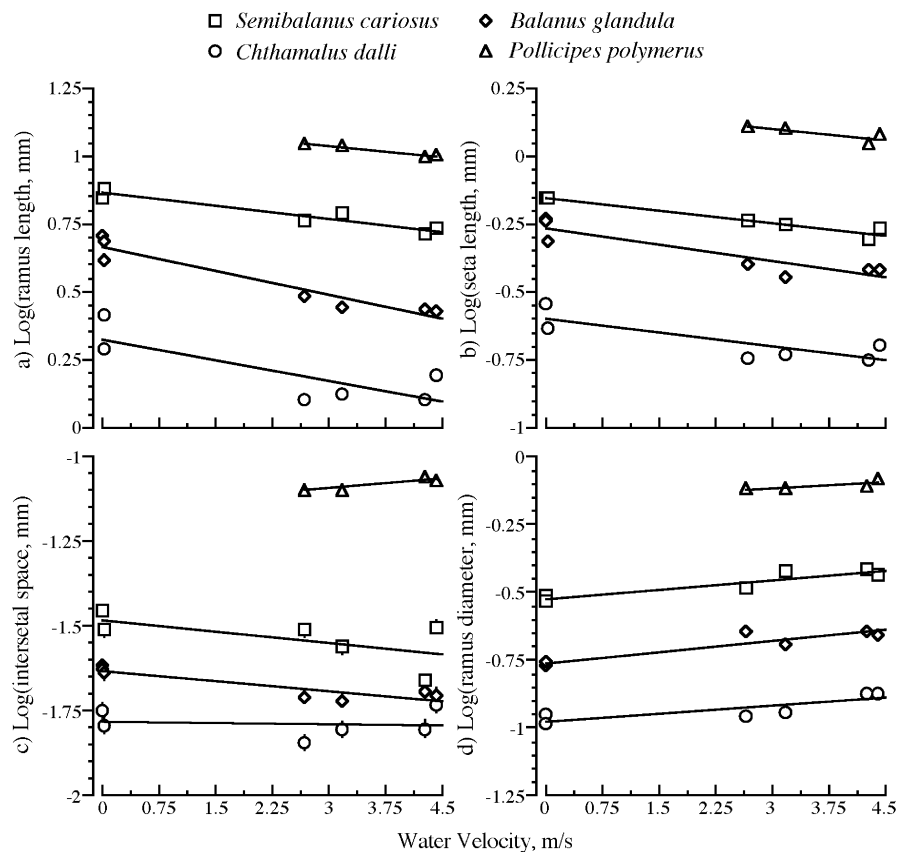 Semibalanus cariosus Balanus glandula
Chthamalus dalli Pollicipes polymerus
a) Log(ramus length, mm)
1.25
1
0.75
0.5
0.25
0
b) Log(seta length, mm)
0.25
0
-0.25
-0.5
-0.75
-1
c) Log(intersetal space, mm)
-1
-1.25
-1.5
-1.75
-2
0 0.75 1.5 2.25 3 3.75 4.5
d) Log(ramus diameter, mm)
0
-0.25
-0.5
-0.75
-1
-1.25
0 0.75 1.5 2.25 3 3.75 4.5
Water Velocity, m/s